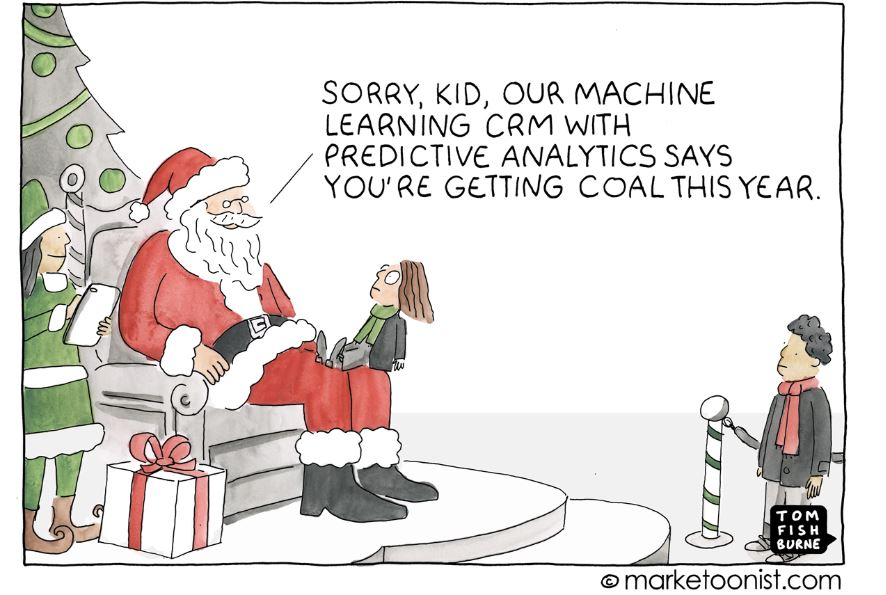 SORRY, KID, OUR MACHINE
LEARNING CRM WITH
PREDICTIVE ANALYTICS SAYS
YOU'RE GETTING COAL THIS YEAR.
TOM
FISH
BURNE
© marketoonist.com